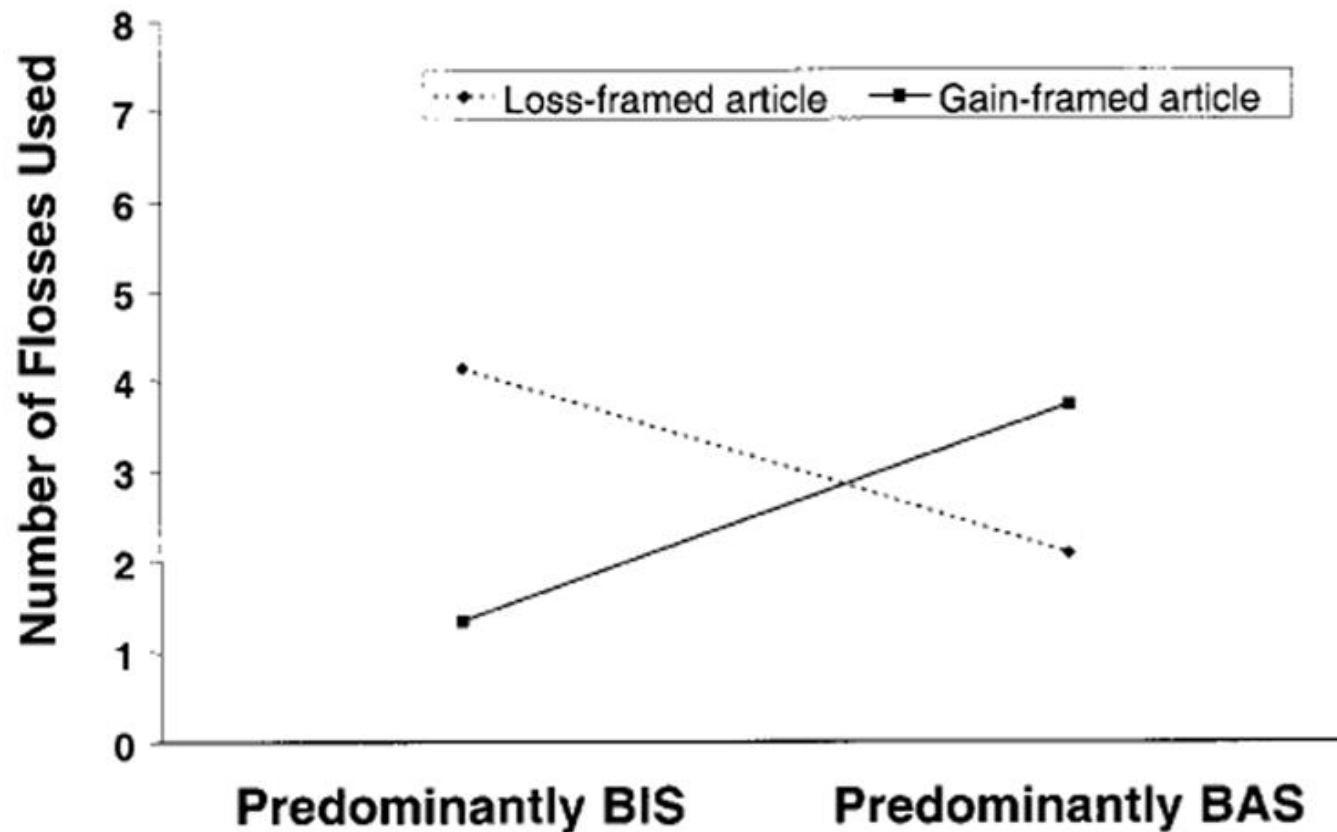 Number of Flosses Used
8
7
6
5
4
3
2
1
0
Loss-framed article
Gain-framed article
Predominantly BIS
Predominantly BAS